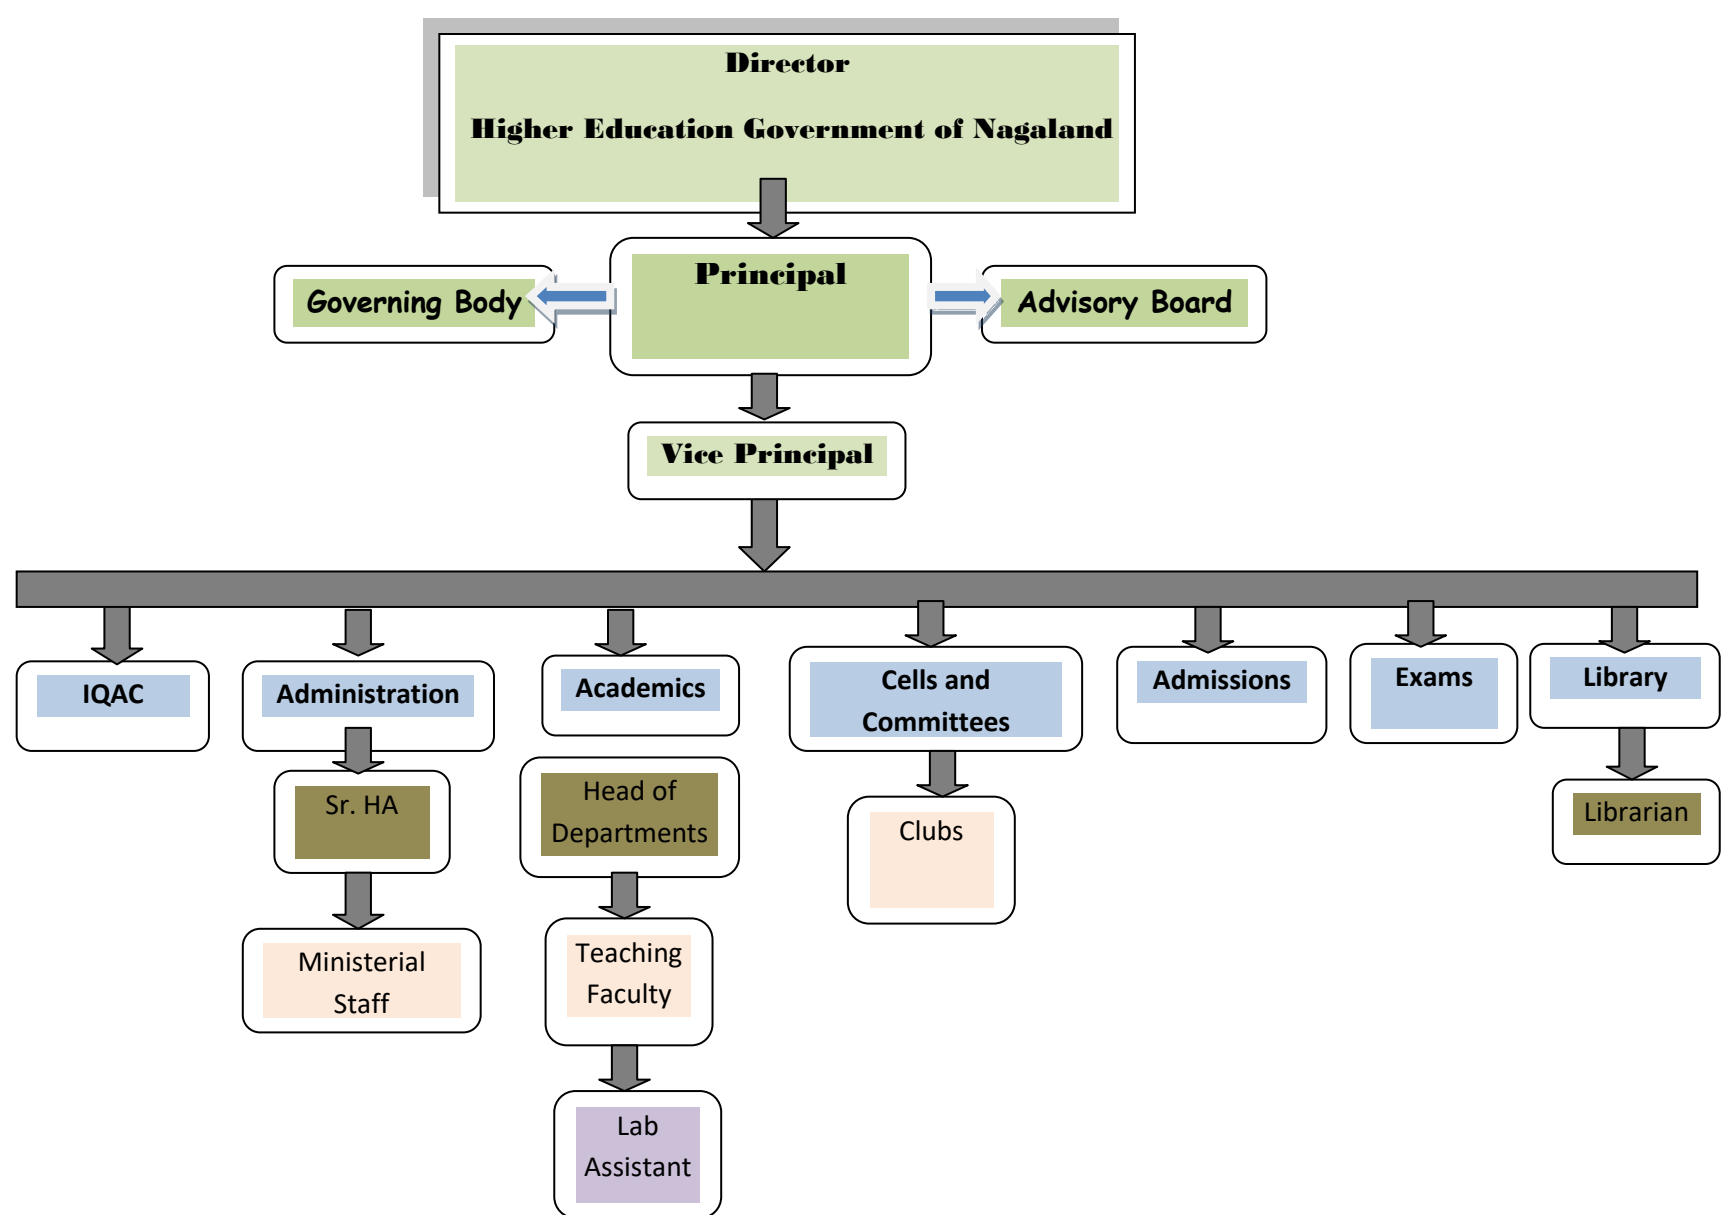 Director
Higher Education Government of Nagaland
Principal
Governing Body
Advisory Board
Vice Principal
IQAC
Administration
Academics
Cells and
Committees
Admissions
Exams
Library
Sr. HA
Head of
Departments
Clubs
Librarian
Ministerial
Staff
Teaching
Faculty
Lab
Assistant